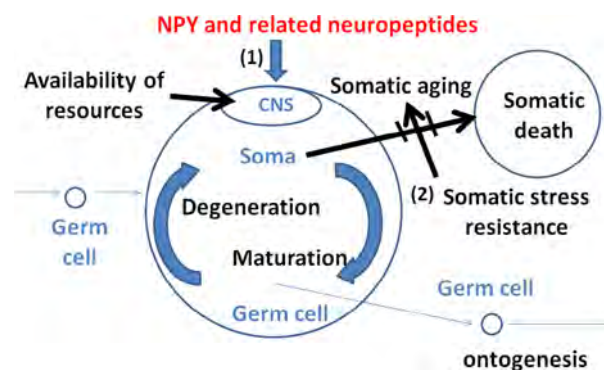 NPY and related neuropeptides
(1)
Availability of
resources
CNS
Somatic aging
Somatic
death
Soma
Degeneration
(2)
Somatic stress
resistance
Germ
cell
Maturation
Germ cell
Germ cell
ontogenesis